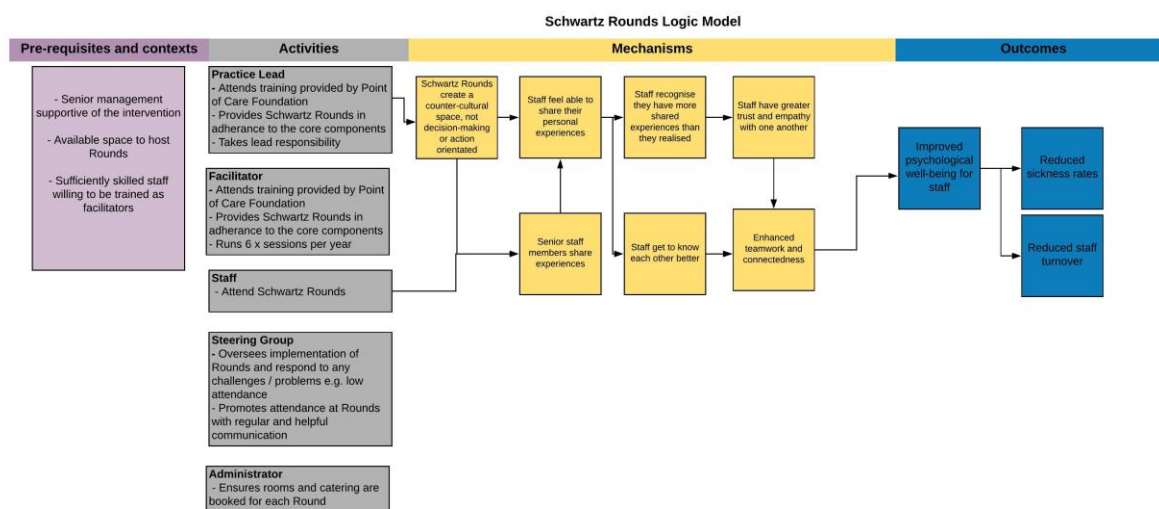 Schwartz Rounds Logic Model
Pre-requisites and contexts
Activities
Mechanisms
Outcomes
- Senior management
supportive of the intervention
- Available space to host
Rounds
- Sufficiently skilled staff
willing to be trained as
facilitators
Practice Lead
- Attends training provided by Point
of Care Foundation
- Provides Schwartz Rounds in
adherance to the core components
- Takes lead responsibility
Facilitator
- Attends training provided by Point
of Care Foundation
- Provides Schwartz Rounds in
adherance to the core components
- Runs 6 x sessions per year
Staff
- Attend Schwartz Rounds
Steering Group
- Oversees implementation of
Rounds and respond to any
challenges / problems e.g. low
attendance
- Promotes attendance at Rounds
with regular and helpful
communication
Administrator
- Ensures rooms and catering are
booked for each Round
Schwartz Rounds
create a
counter-cultural
space, not
decision-making
or action
orientated
Staff feel able to
share their
personal
experiences
Staff recognise
they have more
shared
experiences than
they realised
Staff have greater
trust and empathy
with one another
Senior staff
members share
experiences
Staff get to know
each other better
Enhanced
teamwork and
connectedness
Improved
psychological
well-being for
staff
Reduced
sickness rates
Reduced staff
turnover